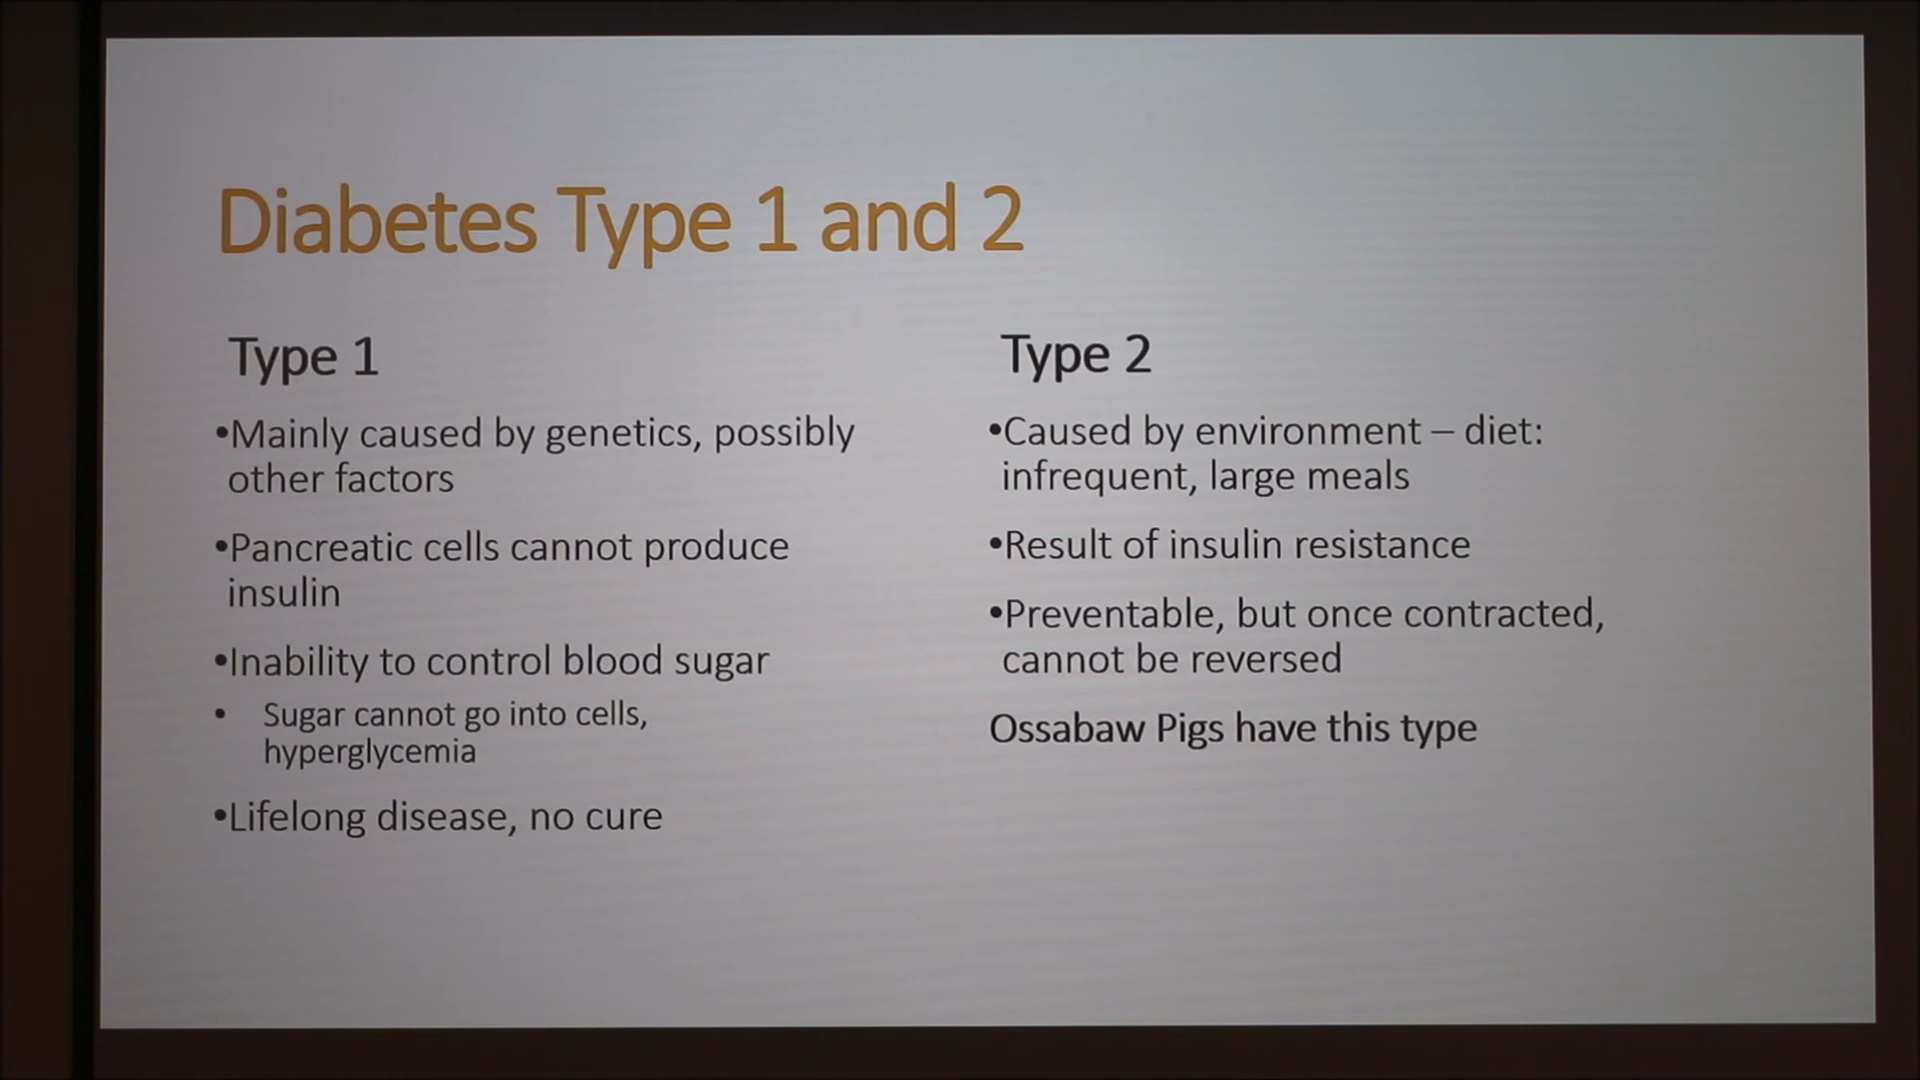 Diabetes Type 1 and 2
Type 1
•Mainly caused by genetics, possibly
other factors
•Pancreatic cells cannot produce
insulin
•Inability to control blood sugar
• Sugar cannot go into cells,
hyperglycemia
•Lifelong disease, no cure
Type 2
•Caused by environment – diet:
infrequent, large meals
•Result of insulin resistance
•Preventable, but once contracted,
cannot be reversed
Ossabaw Pigs have this type